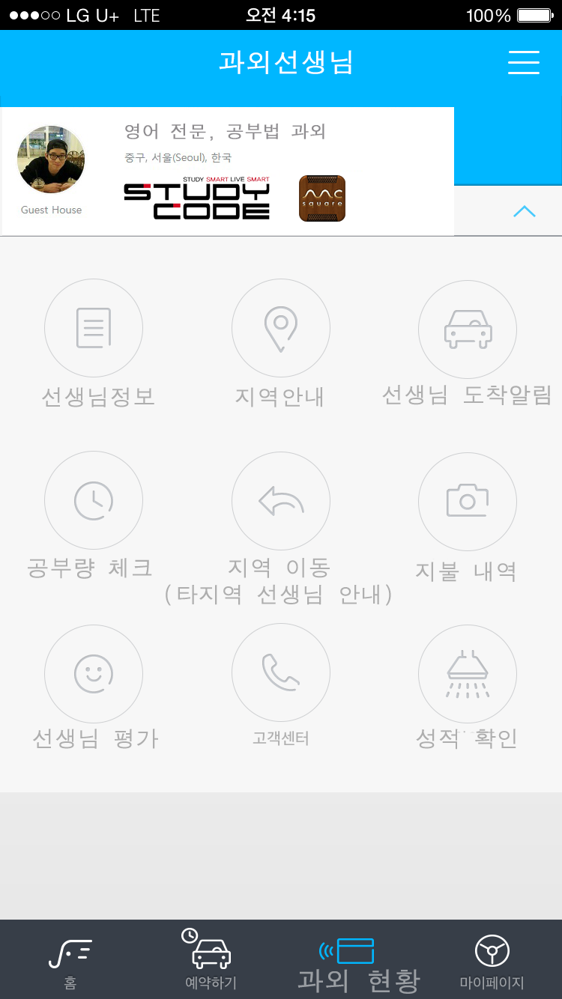 LG U+ LTE 오전 4:15 100%
과외선생님
영어 전문, 공부법 과외
중구, 서울(Seoul), 한국
STUDY SMART LIVE SMART
STUDY
CODE
Guest House
square
선생님정보 지역안내 선생님 도착알림
공부량 체크 지역 이동 지불 내역
(타지역 선생님 안내)
선생님 평가 고객센터 성적 확인
홈 예약하기 과외 현황 마이페이지